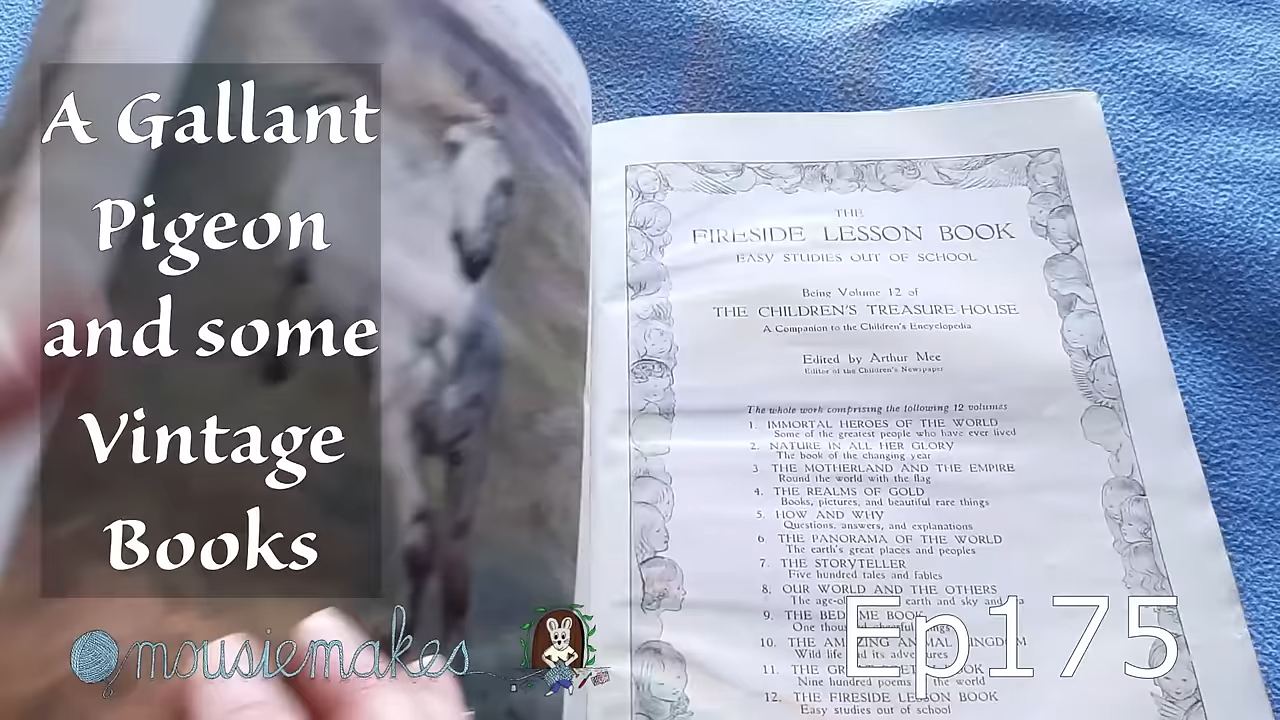 A Gallant
Pigeon
and some
Vintage
Books
mousiemakes
THE
FIRESIDE LESSON BOOK
EASY STUDIES OUT OF SCHOOL
Being Volume 12 of
THE CHILDREN'S TREASURE HOUSE
A Companion to the Children's Encyclopedia
Edited by Arthur Mee
Editor of the Children's Newspaper
The whole work comprising the following 12 volumes
1. IMMORTAL HEROES OF THE WORLD
Some of the greatest people who have ever lived
2. NATURE IN ALL HER GLORY
The book of the changing year
3 THE MOTHERLAND AND THE EMPIRE
Round the world with the flag
4. THE REALMS OF GOLD
Books, pictures, and beautiful rare things
5. HOW AND WHY
Questions, answers, and explanations
6 THE PANORAMA OF THE WORLD
The earth's great places and peoples
7. THE STORYTELLER
Five hundred tales and fables
8. OUR WORLD AND THE OTHERS
The earth and sky and
9. THE BEDTIME BOOK
One
10. THE AMAZING ANIMAL KINGDOM
Wild life and its adventures
11. THE BOOK
Nine hundred poems of the world
12. THE FIRESIDE LESSON BOOK
Easy studies out of school
Ep175